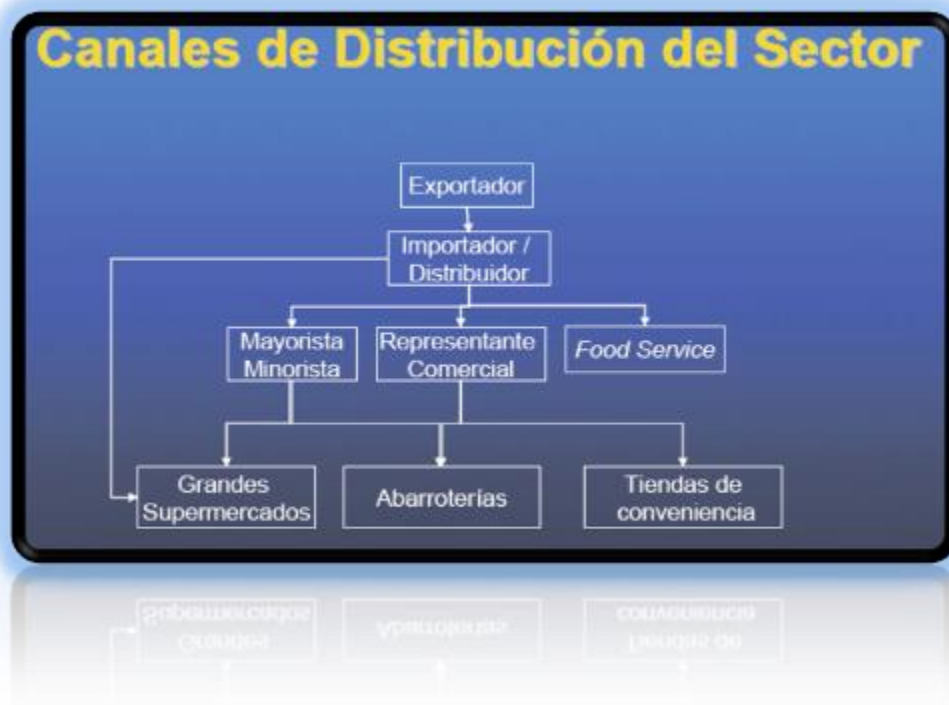 Canales de Distribución del Sector
Exportador
Importador /
Distribuidor
Mayorista
Minorista
Representante
Comercial
Food Service
Grandes
Supermercados
Abarroterías
Tiendas de
conveniencia